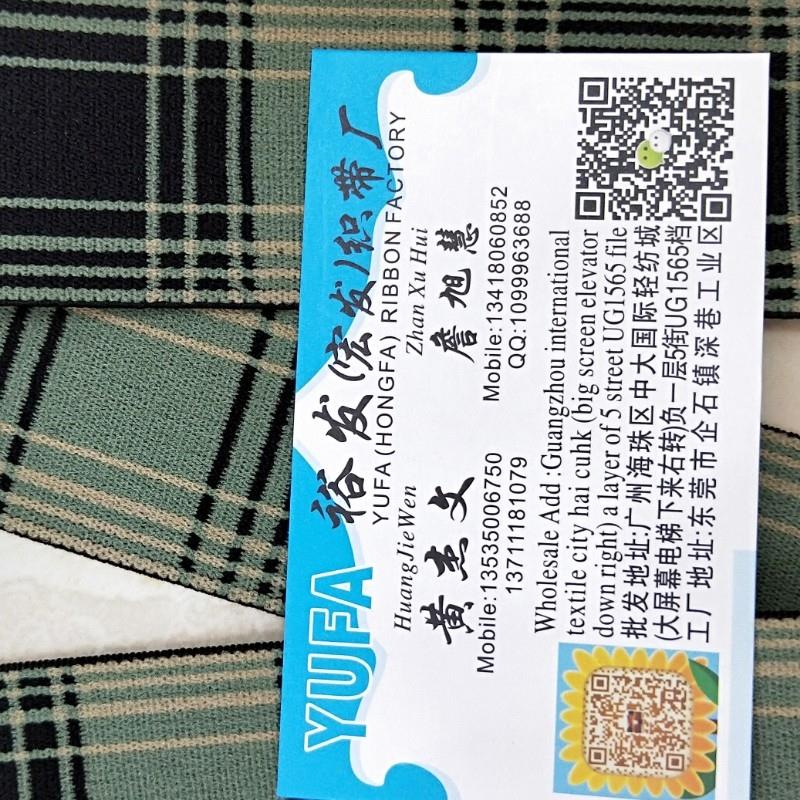 YUFA
裕发(宏发)织带厂
YUFA (HONGFA) RIBBON FACTORY
HuangJieWen
黄杰文
Mobile:13535006750
13711181079
Zhan Xu Hui
詹旭慧
Mobile:13418060852
QQ:1099963688
Wholesale Add :Guangzhou international
textile city hai cuhk (big screen elevator
down right) a layer of 5 street UG1565 file
批发地址:广州海珠区中大国际轻纺城
(大屏幕电梯下来右转)负一层5街UG1565档
工厂地址:东莞市企石镇深巷工业区